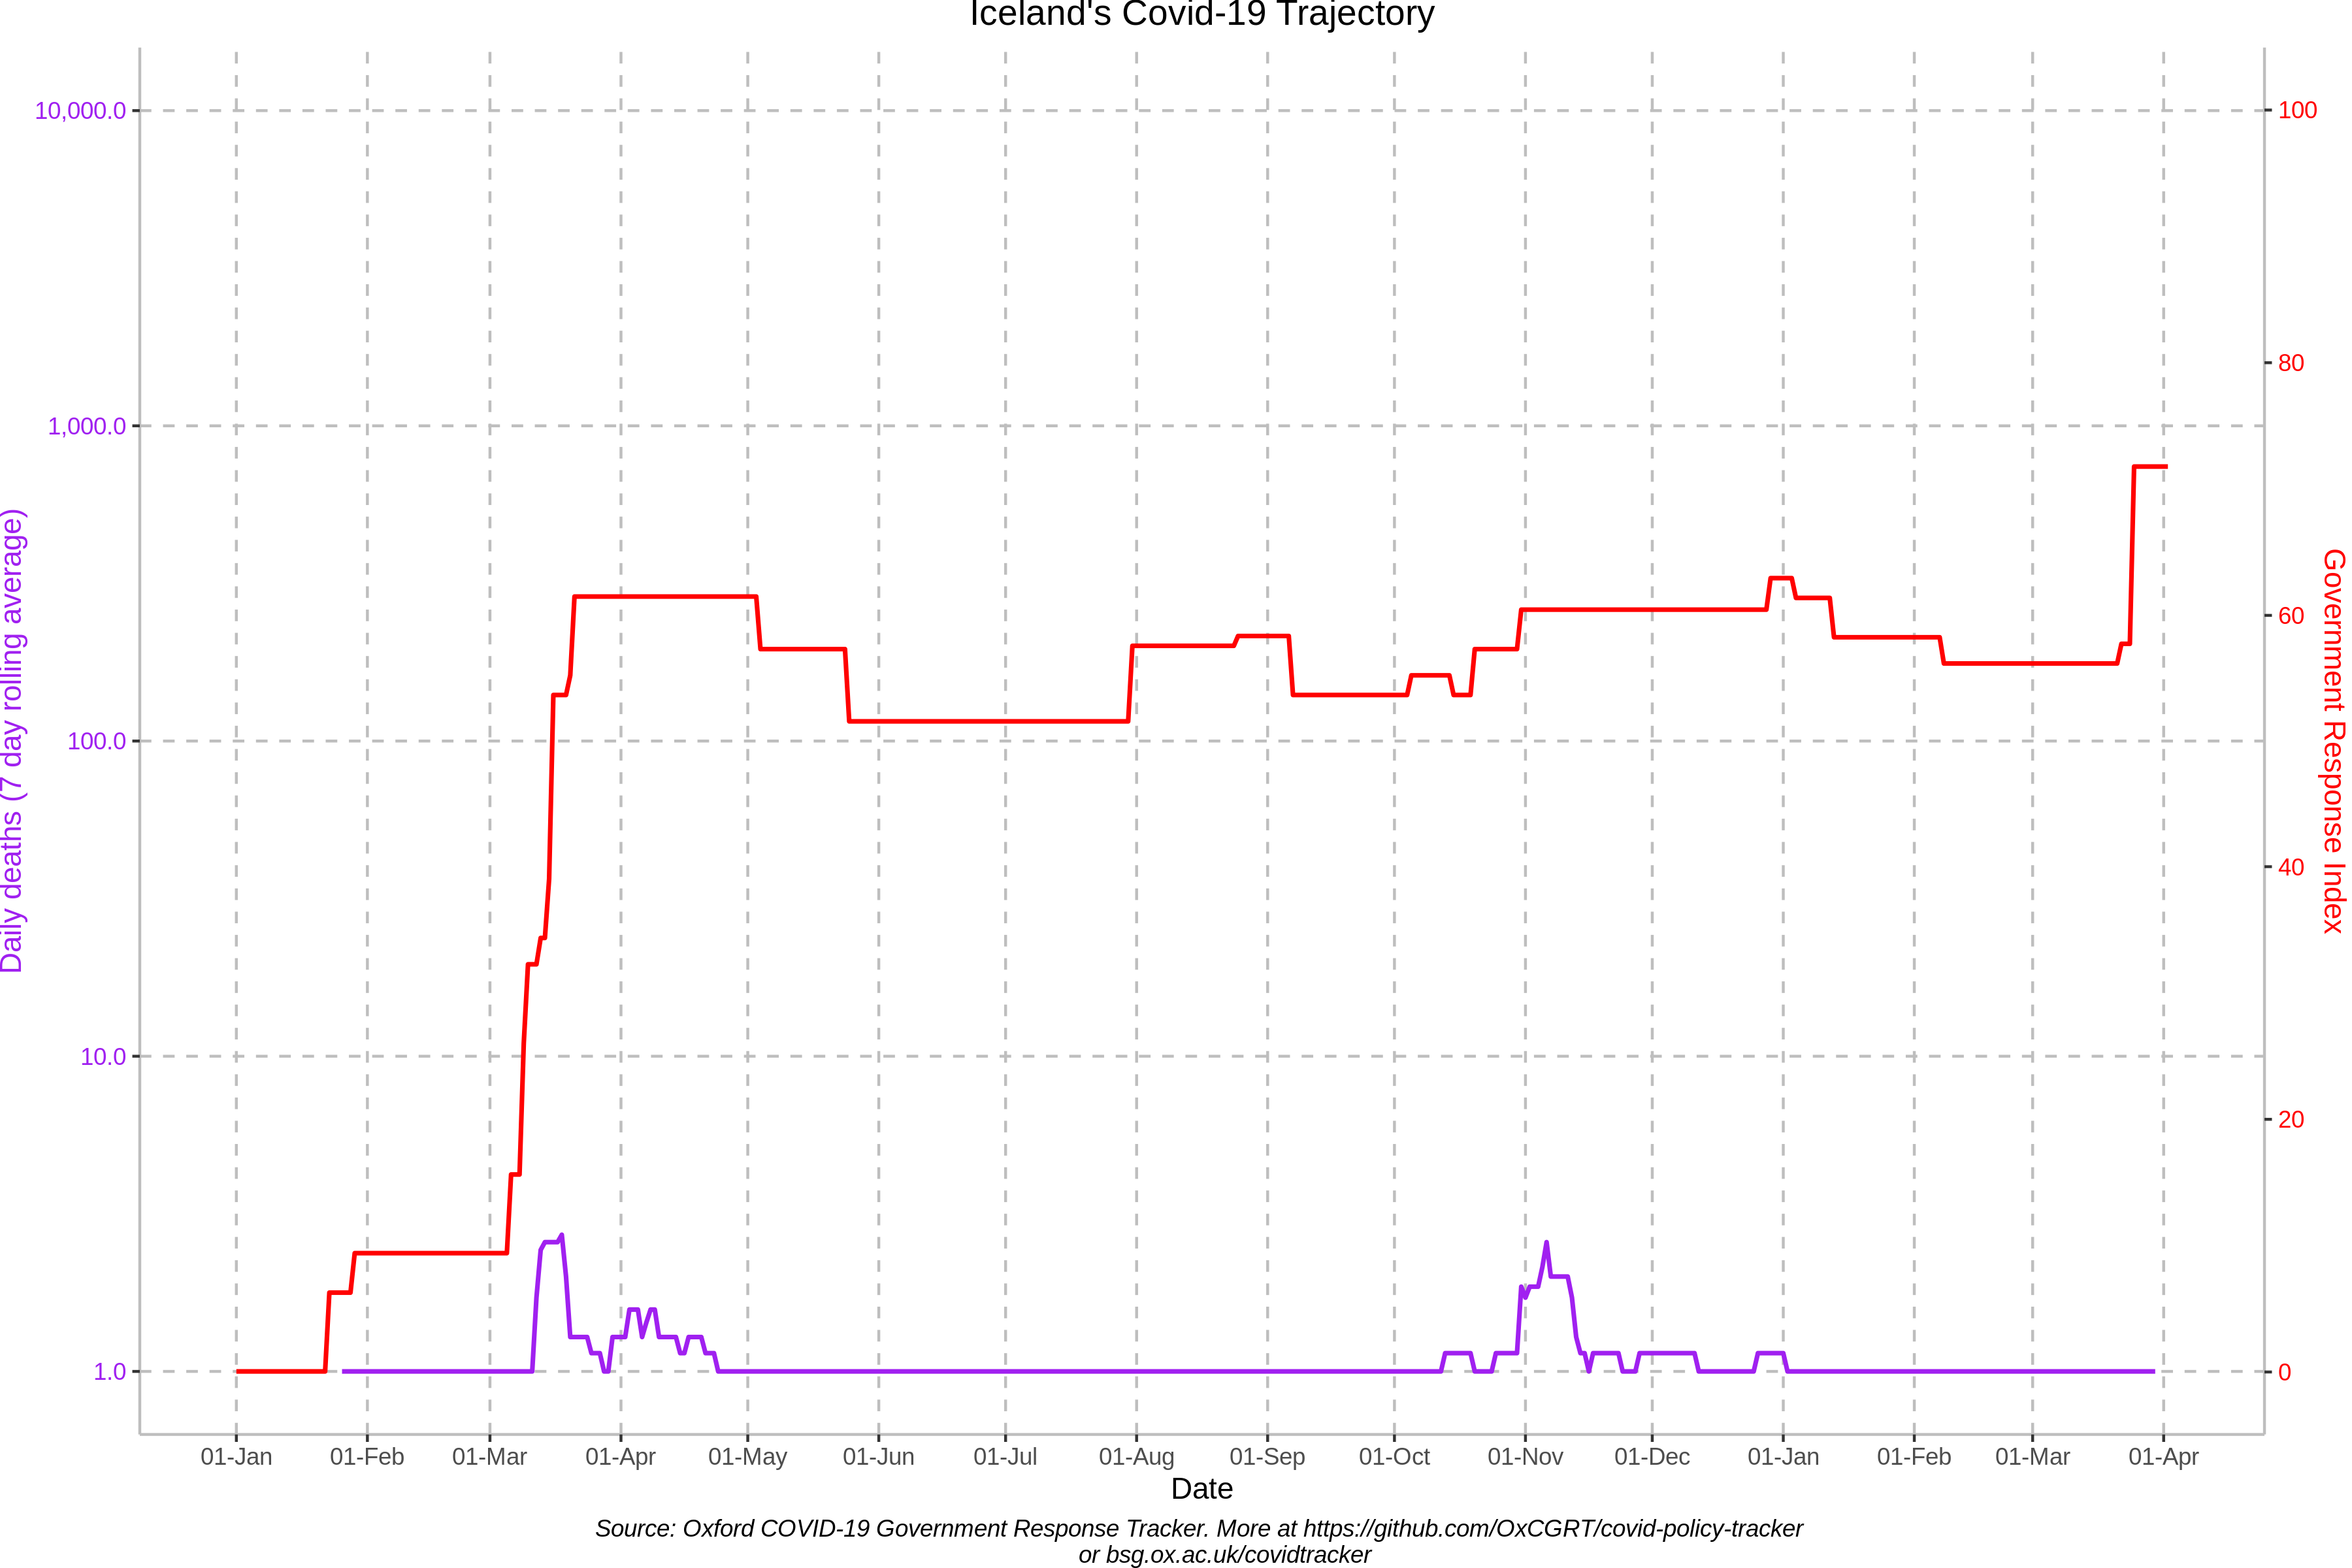 Iceland's Covid-19 Trajectory
10,000.0
1,000.0
100.0
10.0
1.0
Daily deaths (7 day rolling average)
100
80
60
40
20
0
Government Response Index
01-Jan 01-Feb 01-Mar 01-Apr 01-May 01-Jun 01-Jul 01-Aug 01-Sep 01-Oct 01-Nov 01-Dec 01-Jan 01-Feb 01-Mar 01-Apr
Date
Source: Oxford COVID-19 Government Response Tracker. More at https://github.com/OxCGRT/covid-policy-tracker
or bsg.ox.ac.uk/covidtracker